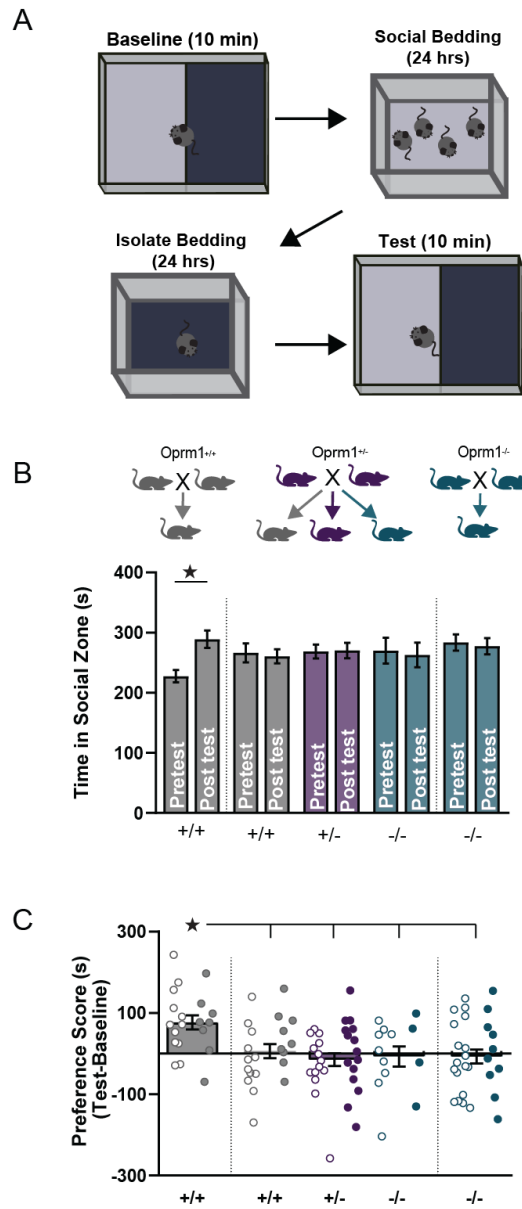 A
Baseline (10 min)
Social Bedding
(24 hrs)
Isolate Bedding
(24 hrs)
Test (10 min)
B
Oprm1+/+
Oprm1+/-
Oprm1-/-
X
X
X
★
Time in Social Zone (s)
400
300
200
100
0
Pretest
Post test
Pretest
Post test
Pretest
Post test
Pretest
Post test
Pretest
Post test
+/+
+/+
+/-
-/-
-/-
C
★
Preference Score (s)
(Test-Baseline)
300
100
-100
-300
+/+
+/+
+/-
-/-
-/-